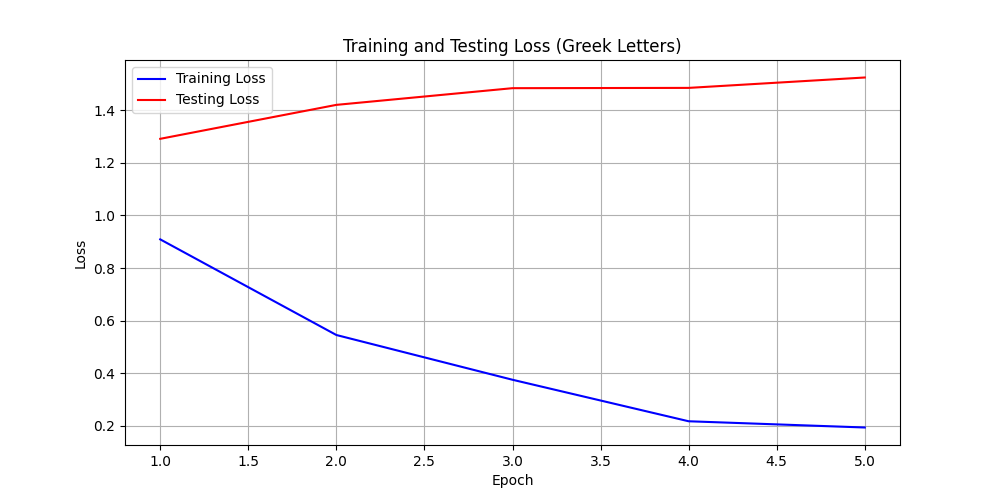 Training and Testing Loss (Greek Letters)
Training Loss
Testing Loss
1.4
1.2
1.0
0.8
0.6
0.4
0.2
Loss
1.0 1.5 2.0 2.5 3.0 3.5 4.0 4.5 5.0
Epoch